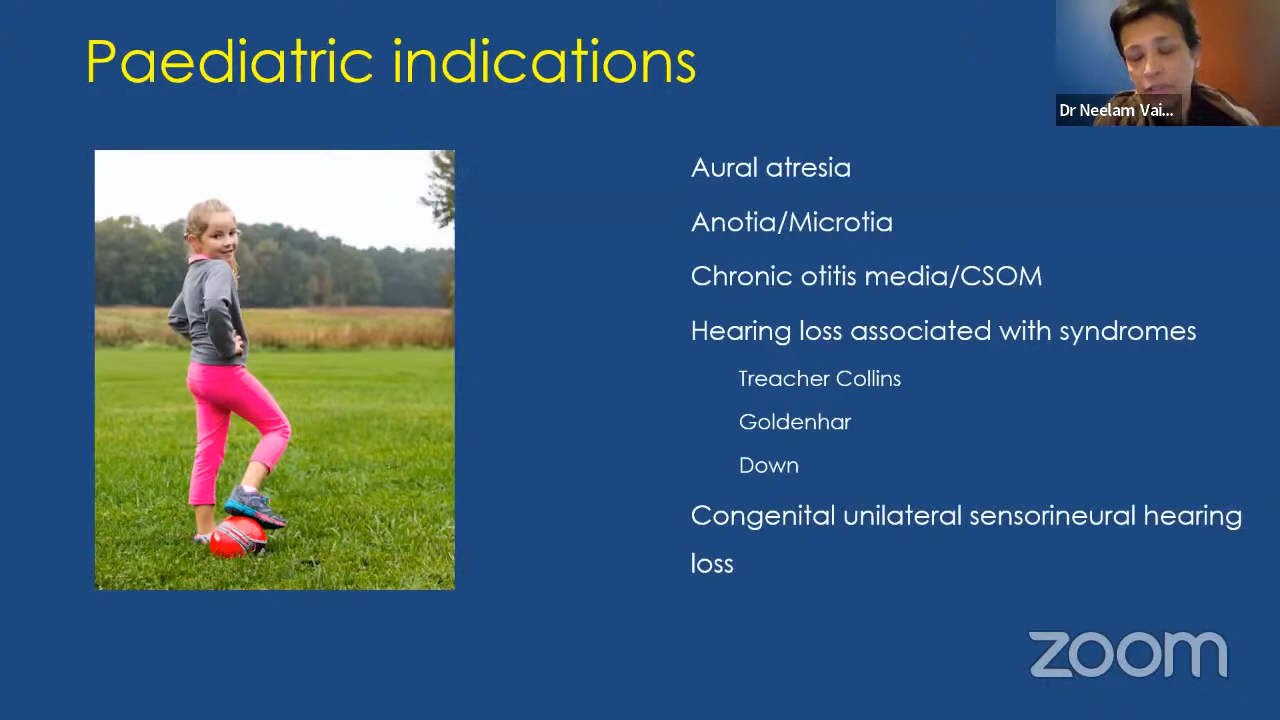 Paediatric indications
Dr Neelam Vai...
Aural atresia
Anotia/Microtia
Chronic otitis media/CSOM
Hearing loss associated with syndromes
Treacher Collins
Goldenhar
Down
Congenital unilateral sensorineural hearing
loss
zoom